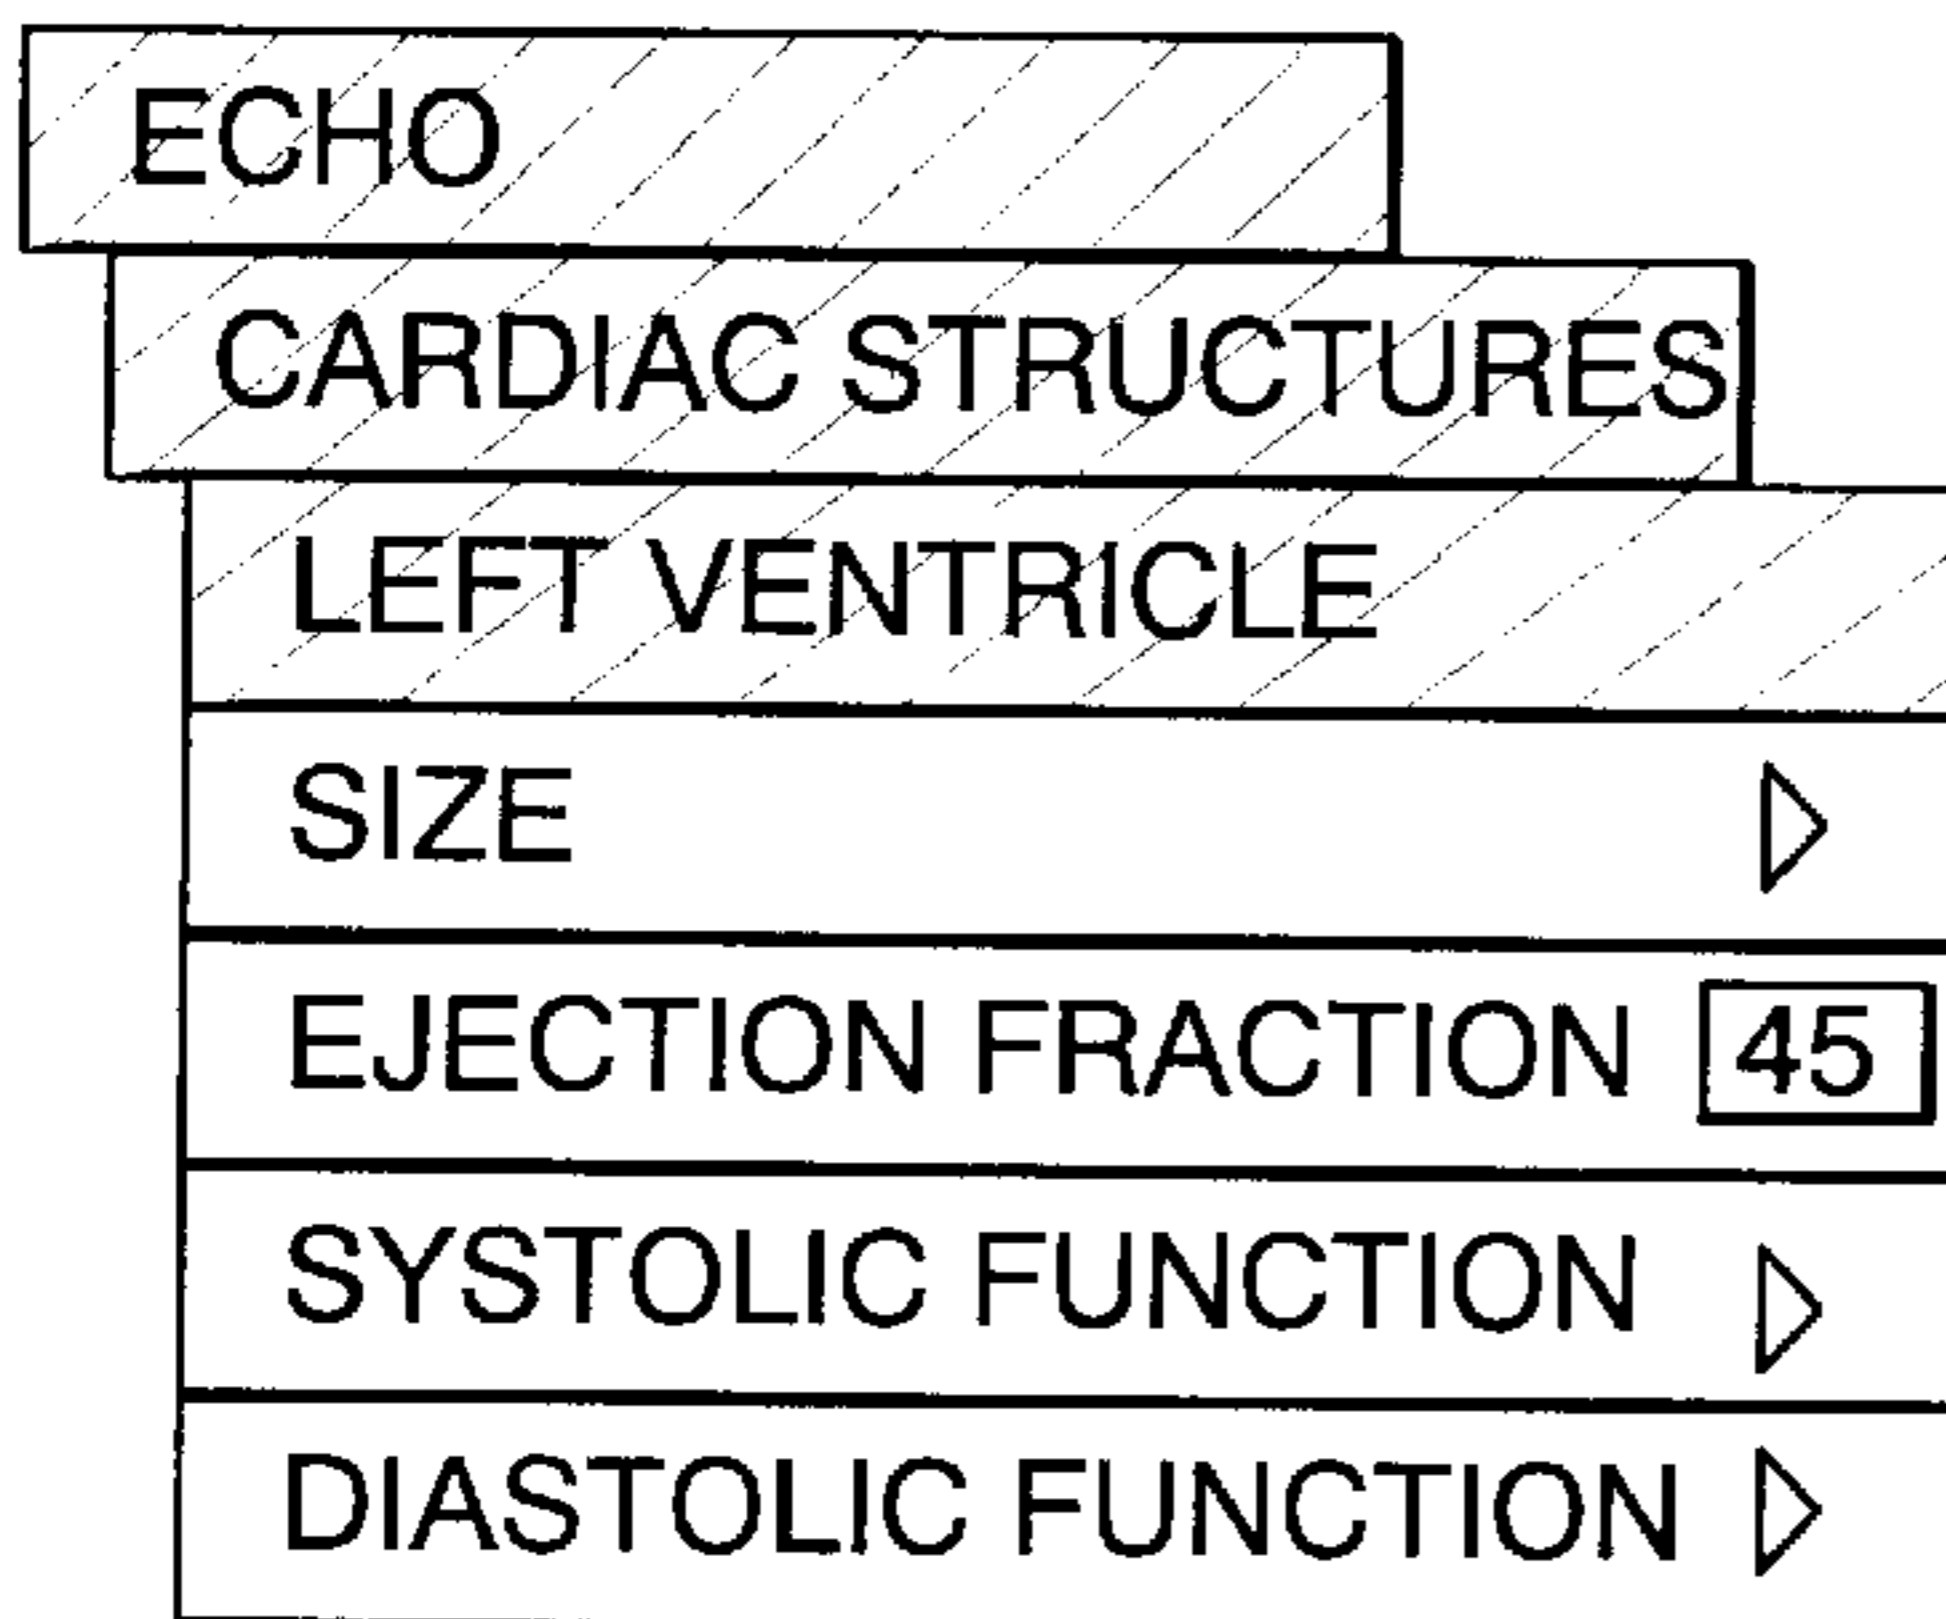 ECHO
CARDIAC STRUCTURES
LEFT VENTRICLE
SIZE
EJECTION FRACTION 45
SYSTOLIC FUNCTION
DIASTOLIC FUNCTION